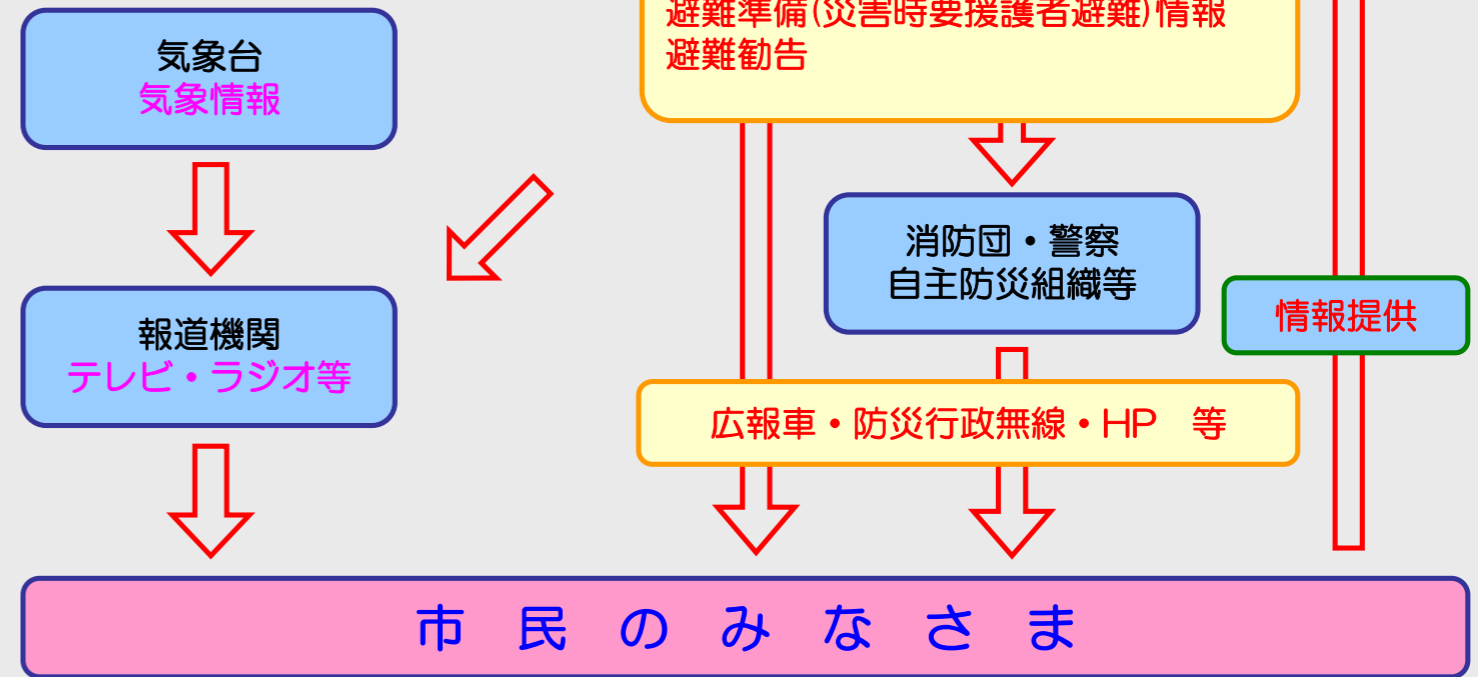 避難準備(災害時要援護者避難)情報
避難勧告
気象台
気象情報
消防団・警察
自主防災組織等
情報提供
報道機関
テレビ・ラジオ等
広報車・防災行政無線・HP　等
市　民　の　み　な　さ　ま